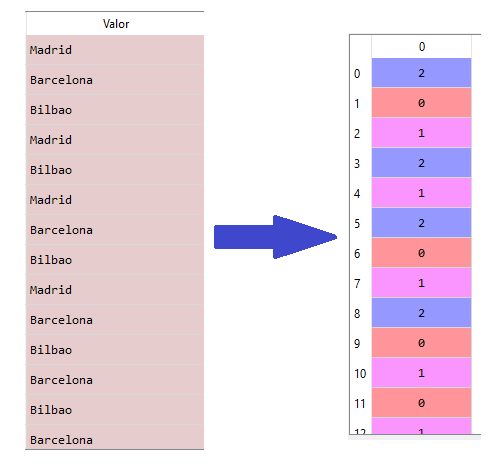 Valor
Madrid
Barcelona
Bilbao
Madrid
Bilbao
Madrid
Barcelona
Bilbao
Madrid
Barcelona
Bilbao
Barcelona
Bilbao
Barcelona
0
0 2
1 0
2 1
3 2
4 1
5 2
6 0
7 1
8 2
9 0
10 1
11 0
12 1